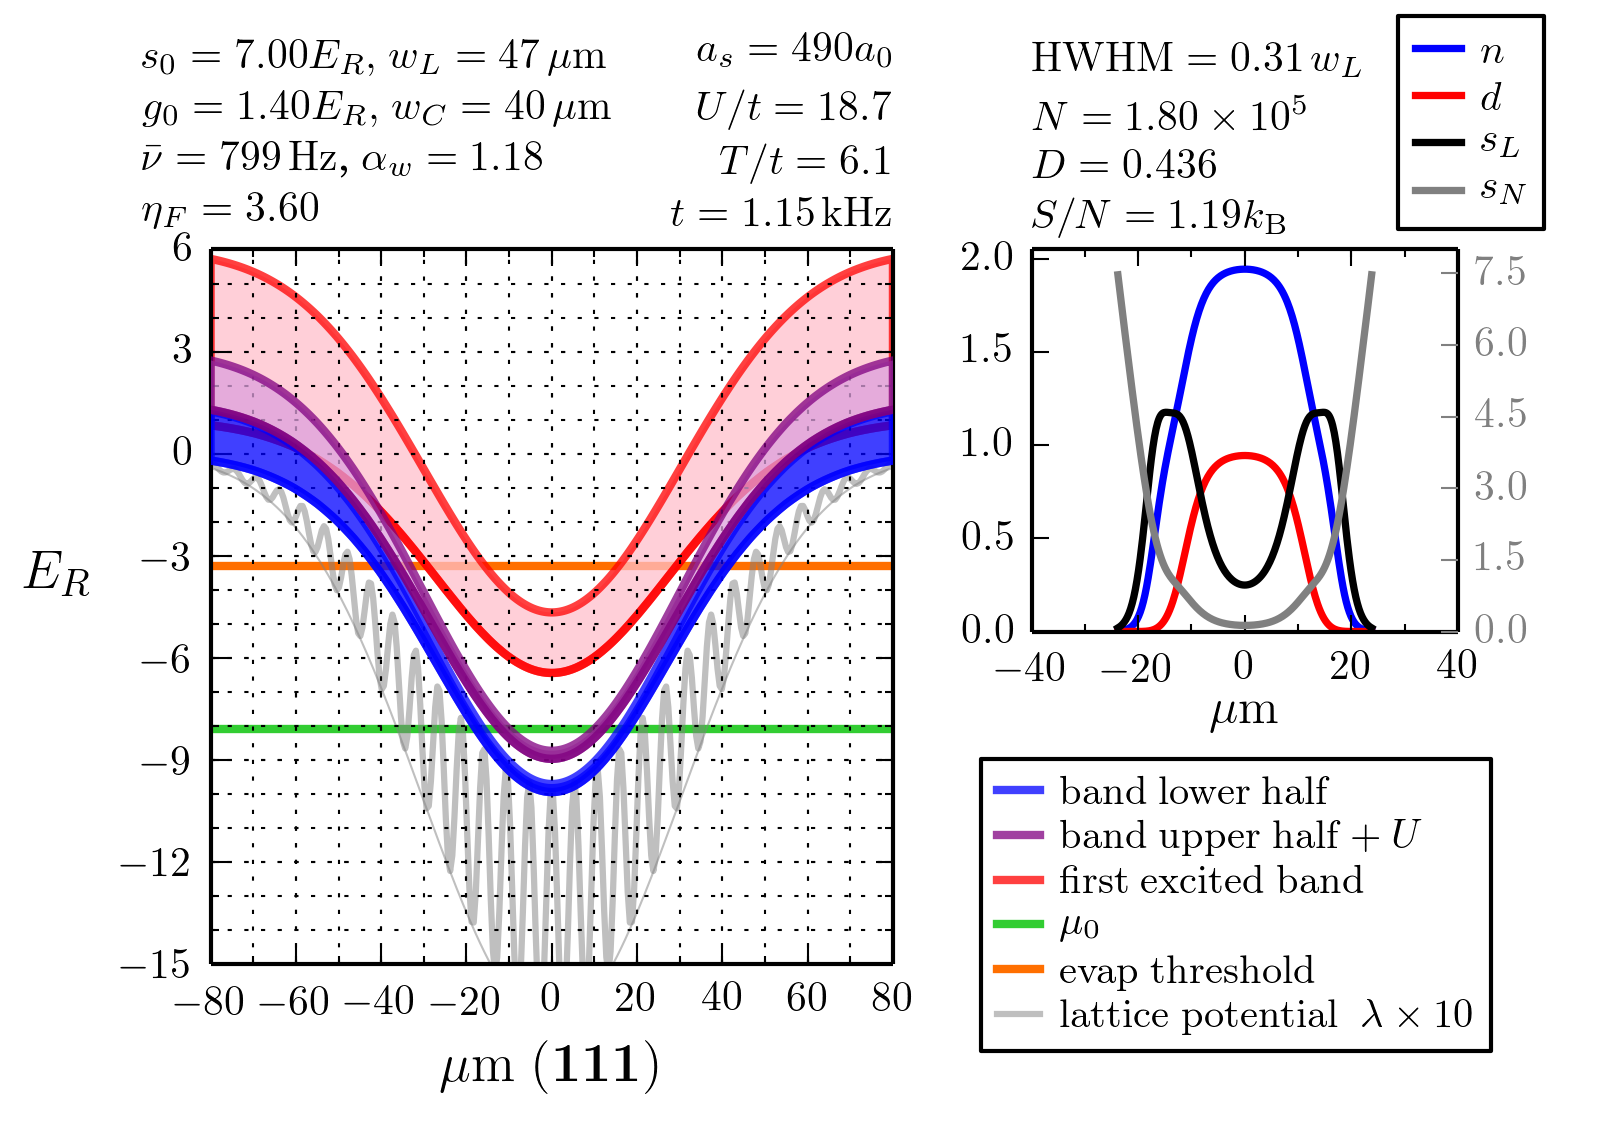 s₀ = 7.00E_R, w_L = 47 μm
g₀ = 1.40E_R, w_C = 40 μm
ν̄ = 799 Hz, α_w = 1.18
η_F = 3.60
a_s = 490a₀
U/t = 18.7
T/t = 6.1
t = 1.15 kHz
HWHM = 0.31 w_L
N = 1.80 × 10⁵
D = 0.436
S/N = 1.19k_B
n
d
s_L
s_N
6
3
0
−3
−6
−9
−12
−15
E_R
−80 −60 −40 −20 0 20 40 60 80
μm (111)
2.0
1.5
1.0
0.5
0.0
7.5
6.0
4.5
3.0
1.5
0.0
−40 −20 0 20 40
μm
band lower half
band upper half + U
first excited band
μ₀
evap threshold
lattice potential λ × 10